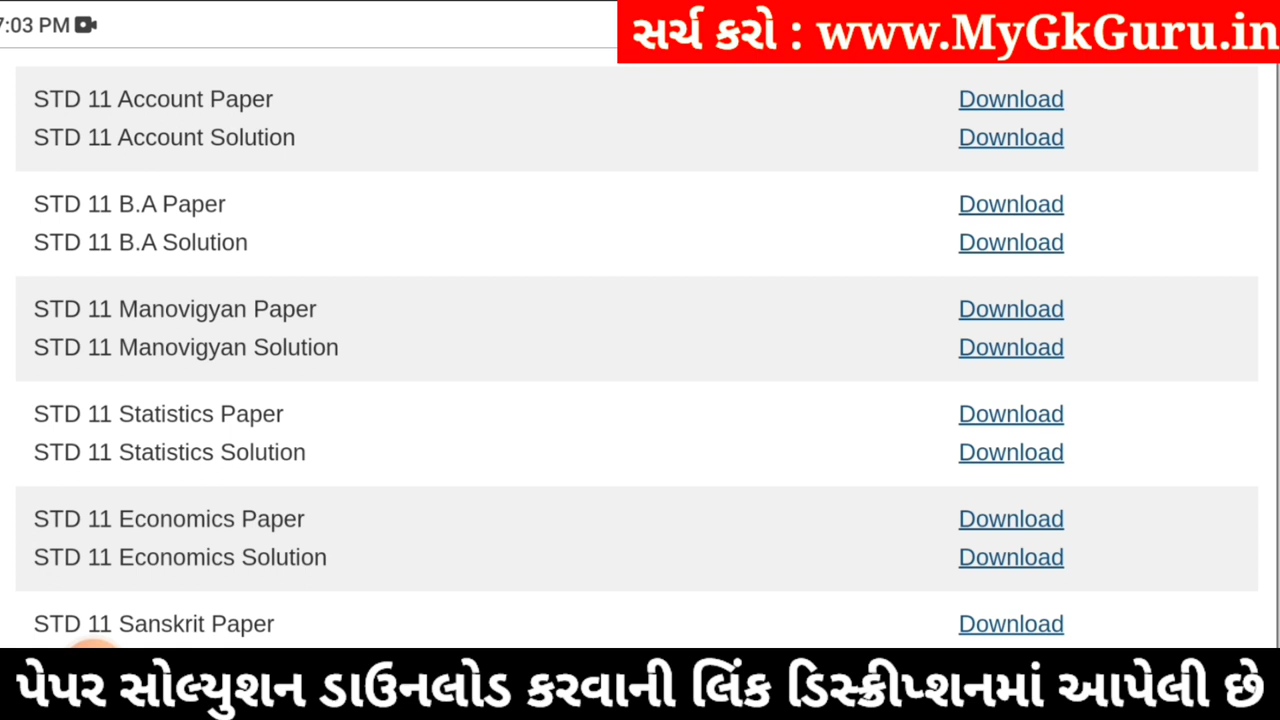 7:03 PM
સર્ચ કરો : www.MyGkGuru.in
STD 11 Account Paper Download
STD 11 Account Solution Download
STD 11 B.A Paper Download
STD 11 B.A Solution Download
STD 11 Manovigyan Paper Download
STD 11 Manovigyan Solution Download
STD 11 Statistics Paper Download
STD 11 Statistics Solution Download
STD 11 Economics Paper Download
STD 11 Economics Solution Download
STD 11 Sanskrit Paper Download
પેપર સોલ્યુશન ડાઉનલોડ કરવાની લિંક ડિસ્ક્રીપ્શનમાં આપેલી છે